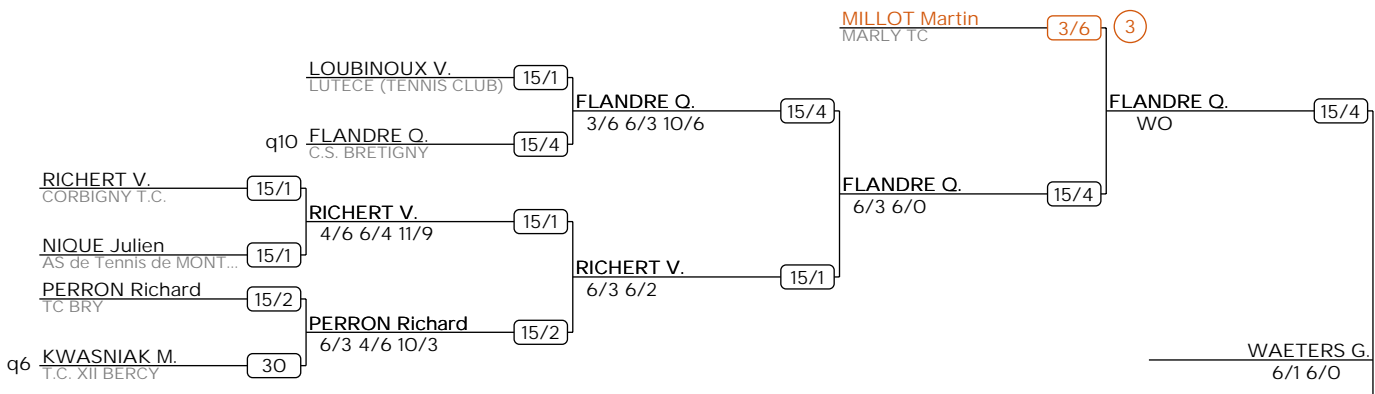 MILLOT Martin
3/6
3
MARLY TC
LOUBINOUX V.
15/1
LUTECE (TENNIS CLUB)
FLANDRE Q.
15/4
3/6 6/3 10/6
FLANDRE Q.
15/4
WO
q10
FLANDRE Q.
15/4
C.S. BRETIGNY
RICHERT V.
15/1
CORBIGNY T.C.
FLANDRE Q.
15/4
6/3 6/0
RICHERT V.
15/1
4/6 6/4 11/9
NIQUE Julien
15/1
AS de Tennis de MONT...
RICHERT V.
15/1
6/3 6/2
PERRON Richard
15/2
TC BRY
PERRON Richard
15/2
6/3 4/6 10/3
q6
KWASNIAK M.
30
T.C. XII BERCY
WAETERS G.
6/1 6/0